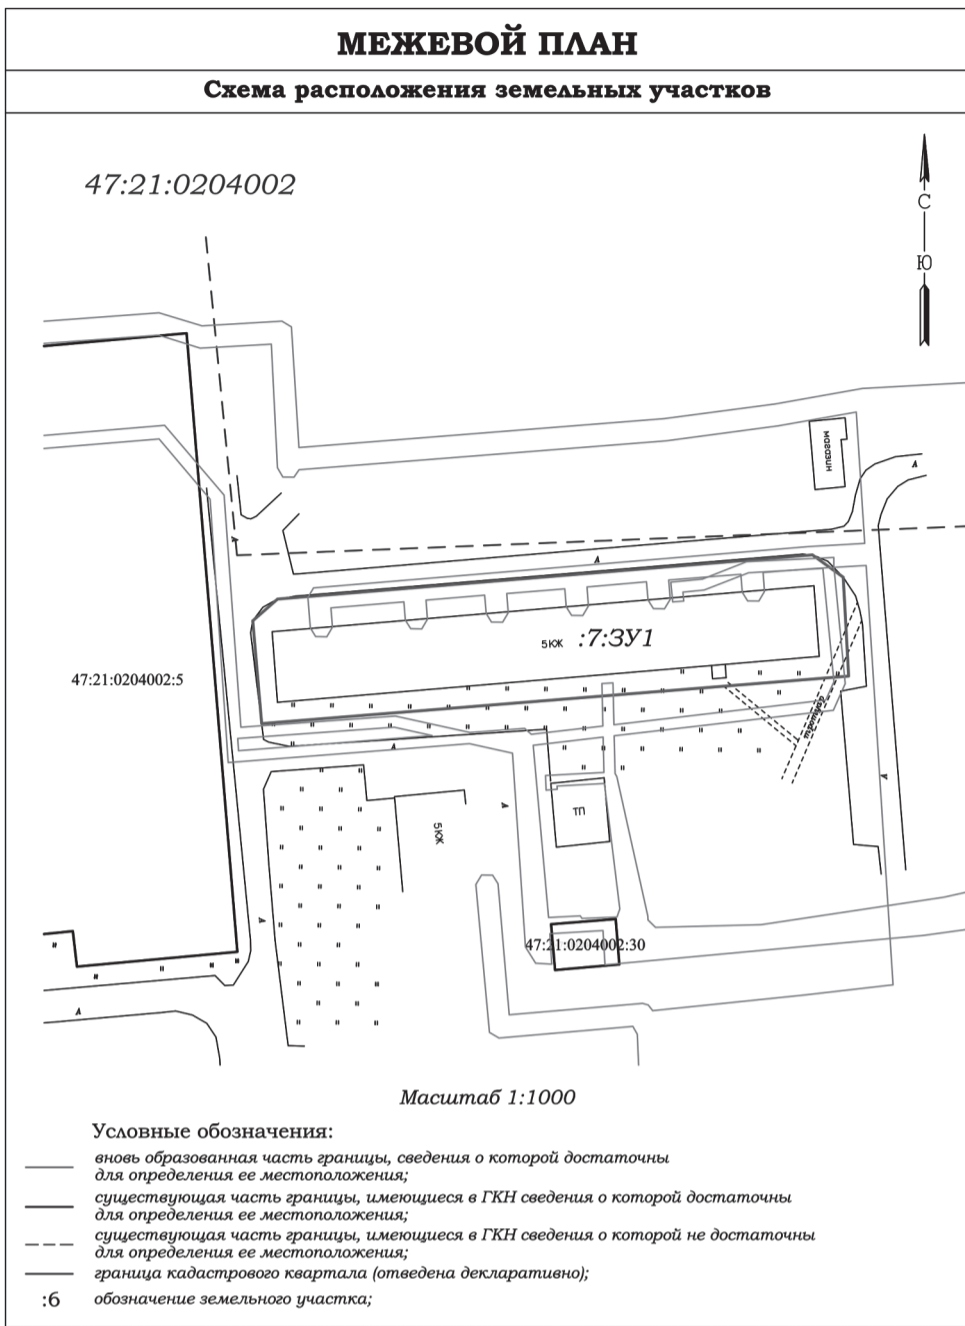 МЕЖЕВОЙ ПЛАН
Схема расположения земельных участков
47:21:0204002
С
Ю
магазин
А
А
А
5КЖ :7:ЗУ1
47:21:0204002:5
тротуар
А
А
А
ТП
5КЖ
А
47:21:0204002:30
А
Масштаб 1:1000
Условные обозначения:
вновь образованная часть границы, сведения о которой достаточны
для определения ее местоположения;
существующая часть границы, имеющиеся в ГКН сведения о которой достаточны
для определения ее местоположения;
существующая часть границы, имеющиеся в ГКН сведения о которой не достаточны
для определения ее местоположения;
граница кадастрового квартала (отведена декларативно);
:6 обозначение земельного участка;